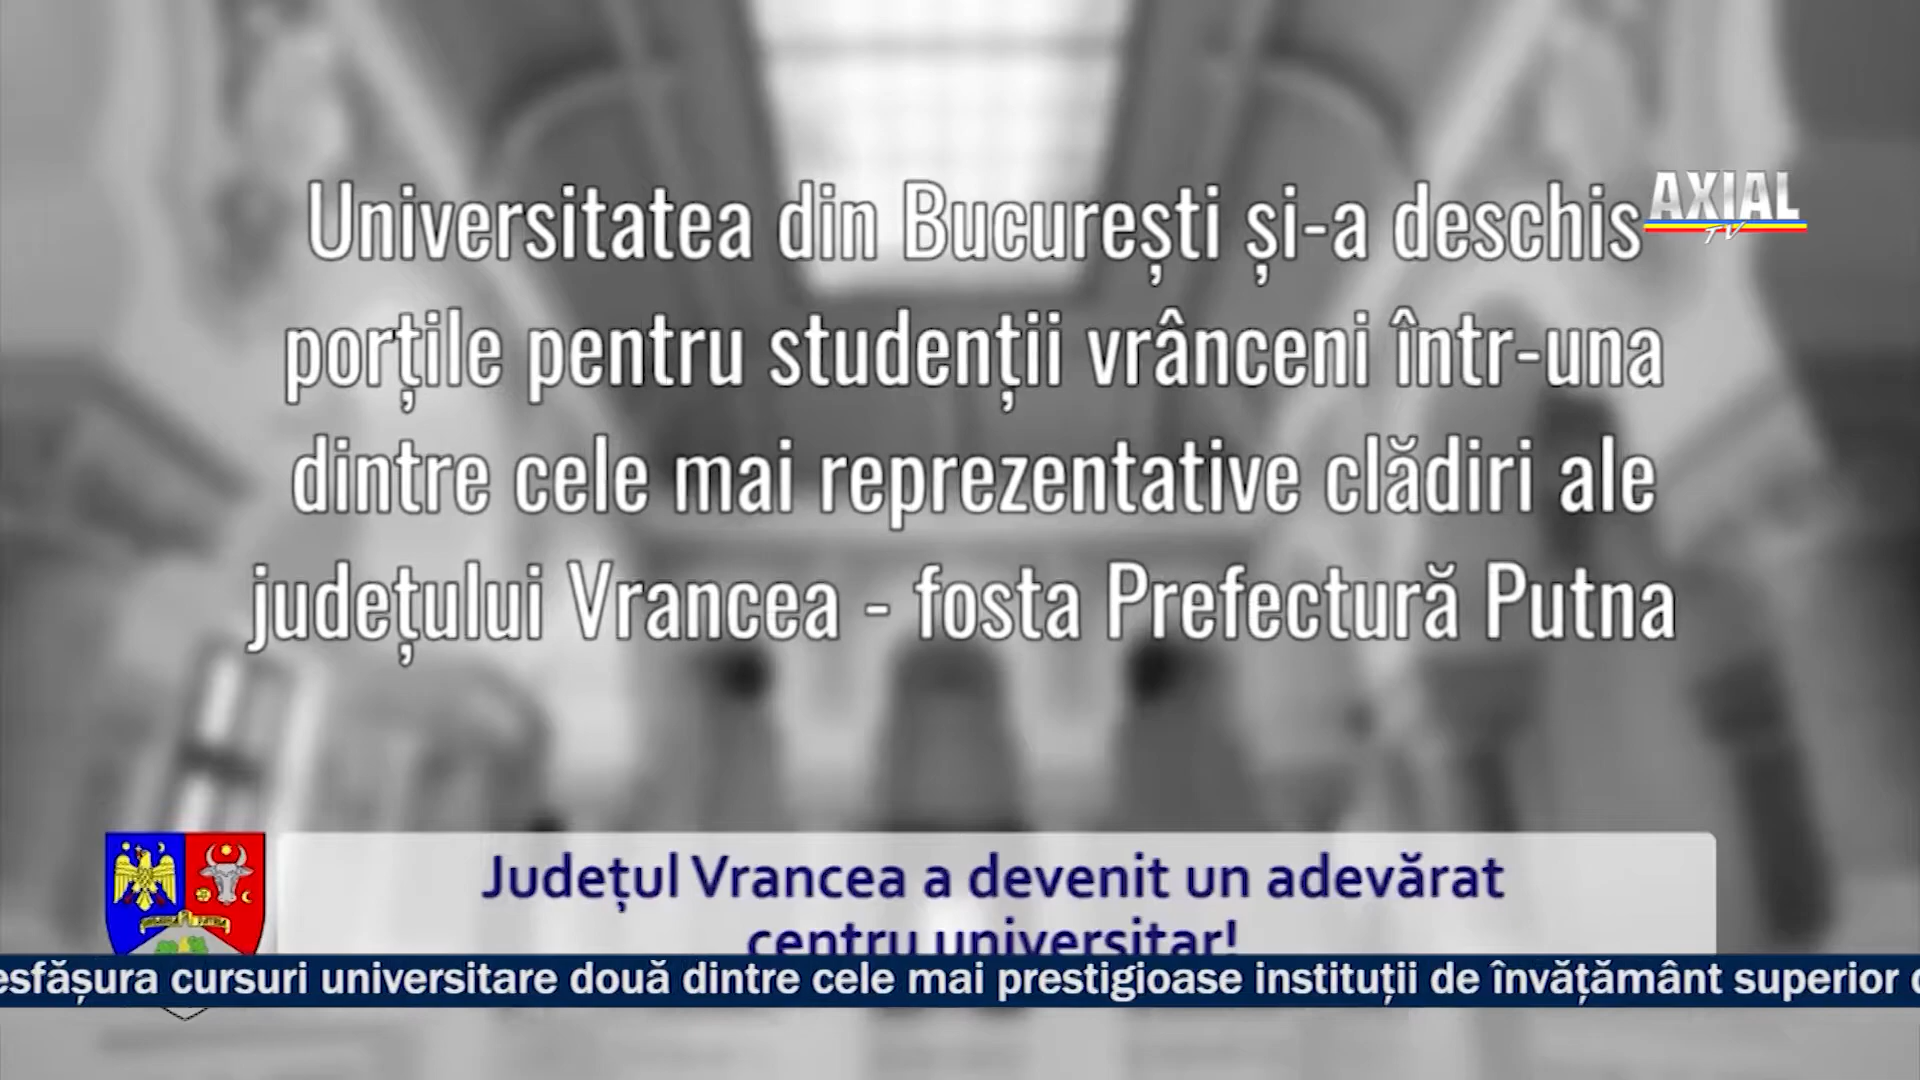 Universitatea din București și-a deschis
AXIAL
TV
porțile pentru studenții vrânceni într-una
dintre cele mai reprezentative clădiri ale
județului Vrancea - fosta Prefectură Putna
Județul Vrancea a devenit un adevărat
centru universitar!
esfășura cursuri universitare două dintre cele mai prestigioase instituții de învățământ superior